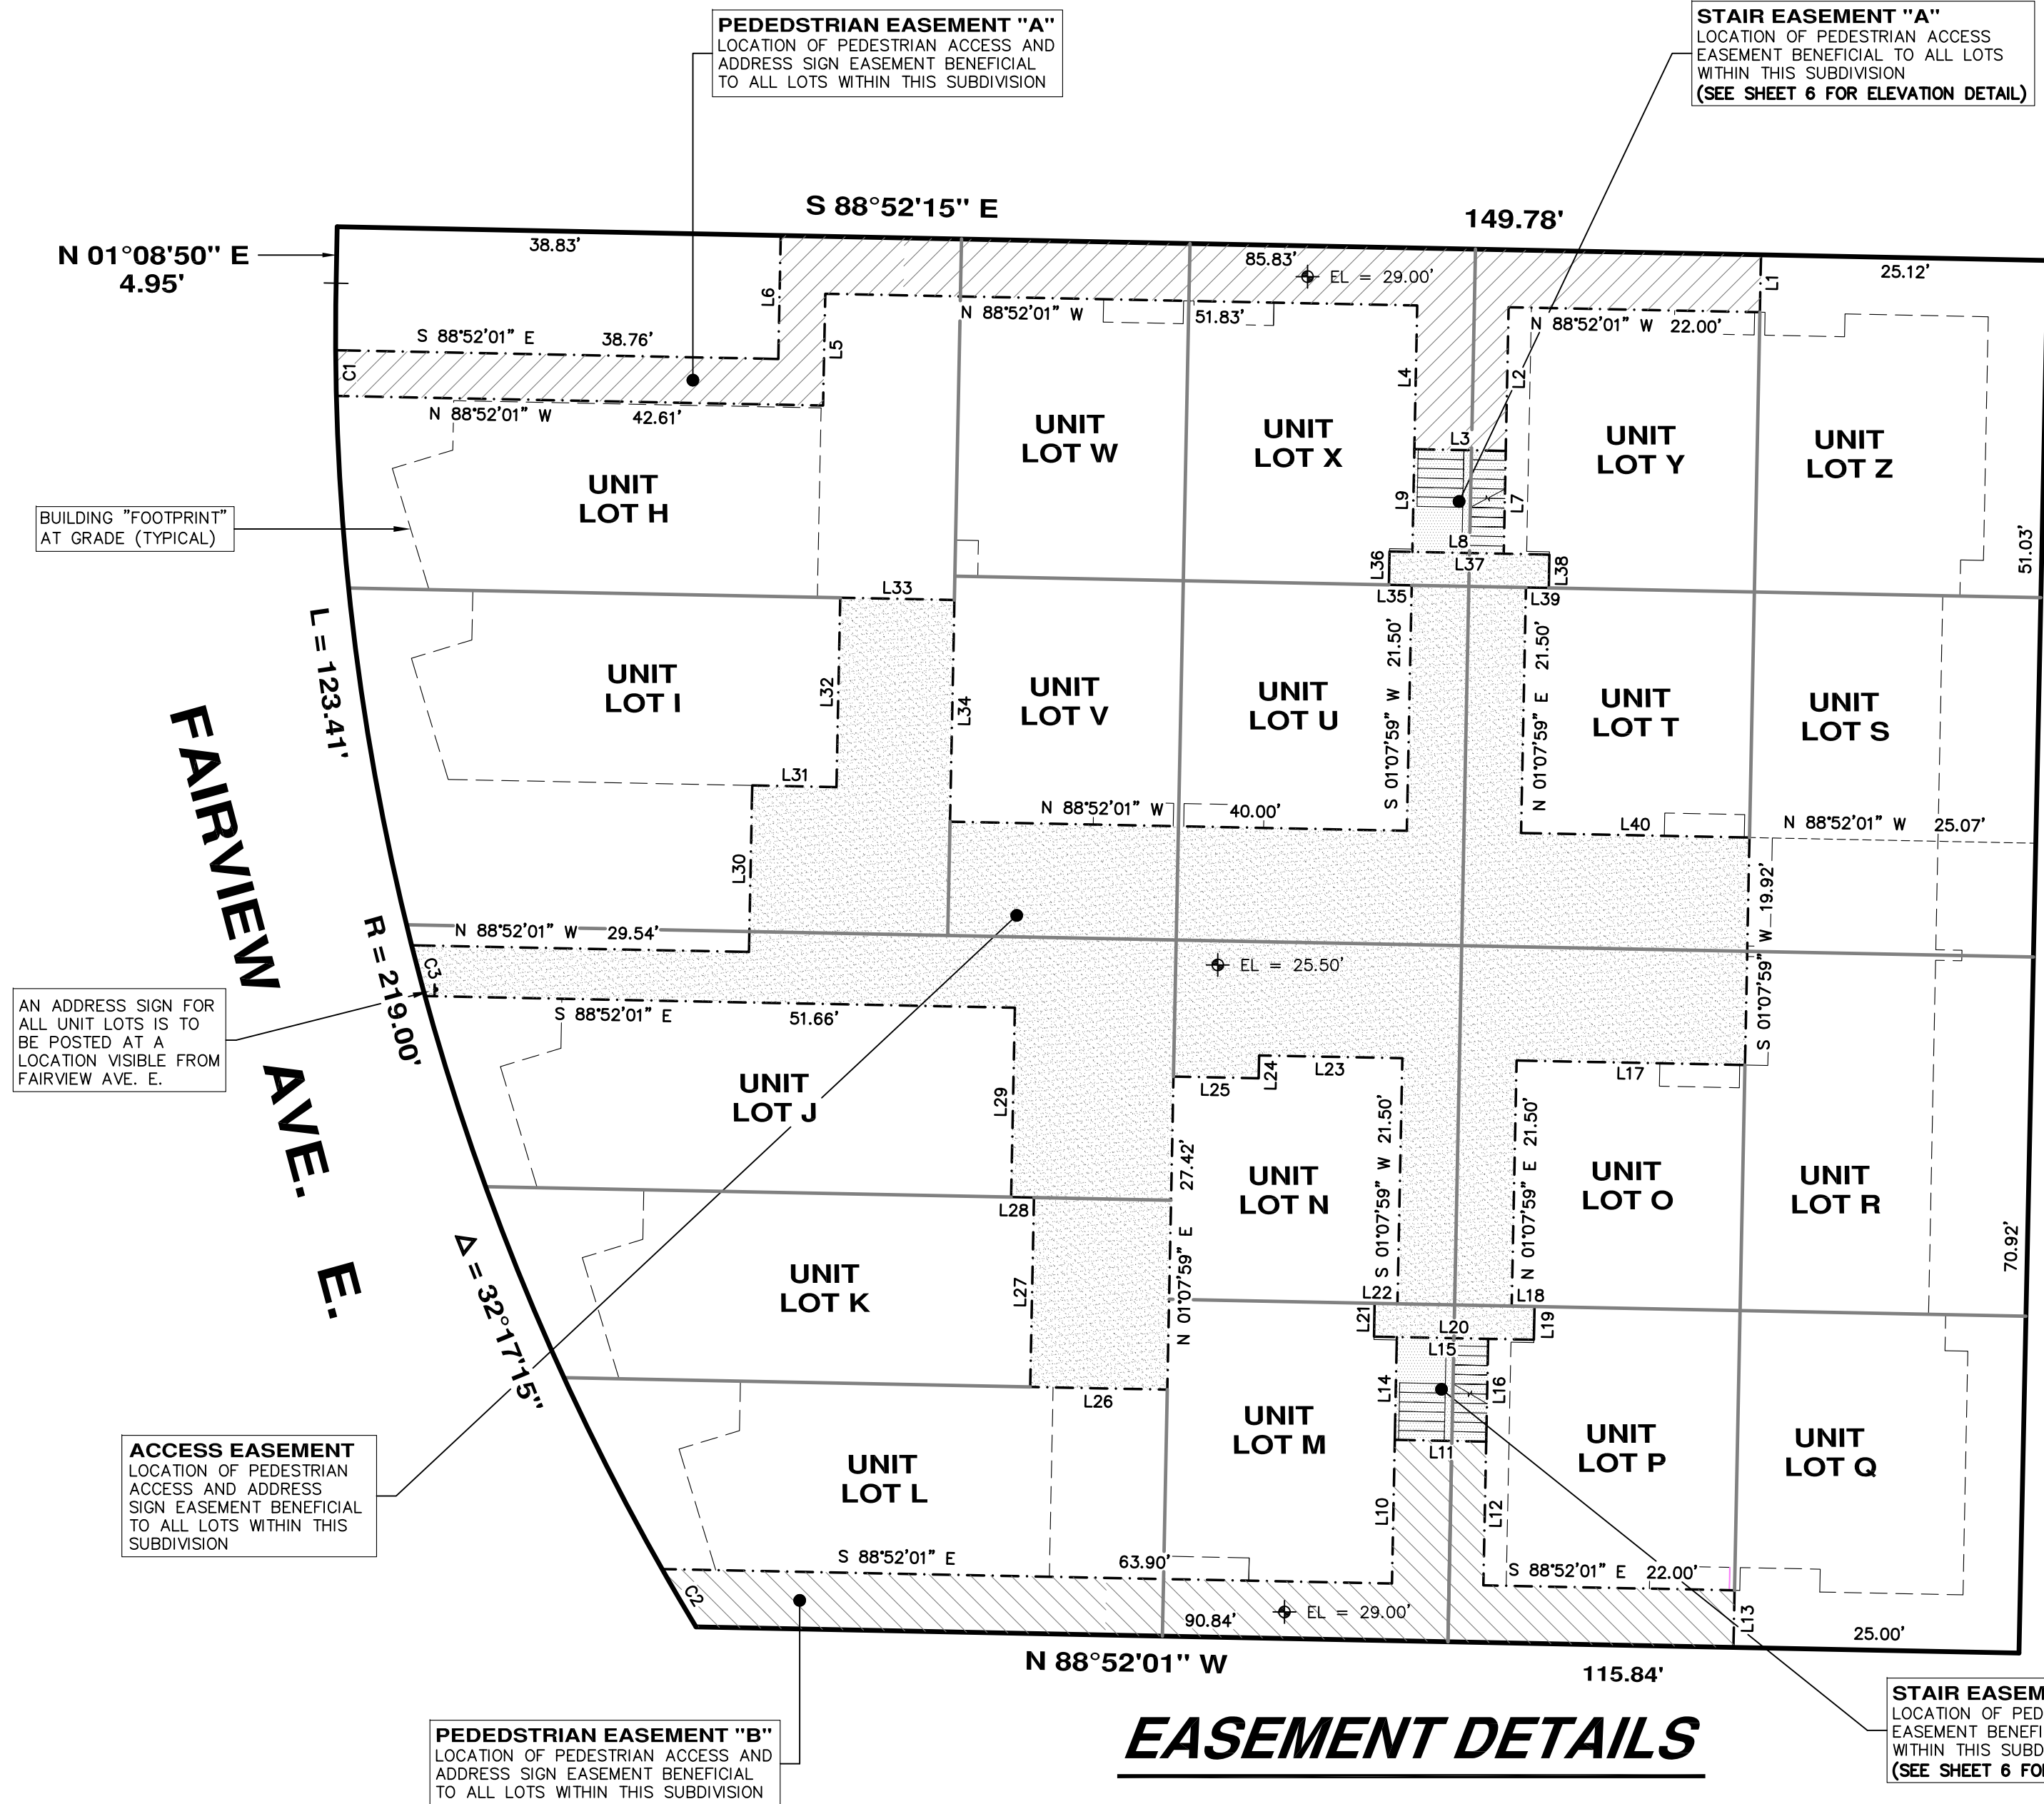 PEDEDSTRIAN EASEMENT "A"
LOCATION OF PEDESTRIAN ACCESS AND
ADDRESS SIGN EASEMENT BENEFICIAL
TO ALL LOTS WITHIN THIS SUBDIVISION
STAIR EASEMENT "A"
LOCATION OF PEDESTRIAN ACCESS
EASEMENT BENEFICIAL TO ALL LOTS
WITHIN THIS SUBDIVISION
(SEE SHEET 6 FOR ELEVATION DETAIL)
S 88°52'15" E
149.78'
N 01°08'50" E
4.95'
38.83'
85.83'
EL = 29.00'
25.12'
L1
L6
S 88°52'01" E 38.76'
N 88°52'01" W 51.83'
N 88°52'01" W 22.00'
L5
C1
L4
L2
N 88°52'01" W 42.61'
UNIT
LOT W
UNIT
LOT X
L3
UNIT
LOT Y
UNIT
LOT Z
UNIT
LOT H
L9
L7
BUILDING "FOOTPRINT"
AT GRADE (TYPICAL)
L8
L37
L36
L38
51.03'
L33
L35
L39
L = 123.41'
UNIT
LOT I
L32
L34
UNIT
LOT V
UNIT
LOT U
S 01°07'59" W 21.50'
N 01°07'59" E 21.50'
UNIT
LOT T
UNIT
LOT S
L31
N 88°52'01" W 40.00'
L40
N 88°52'01" W 25.07'
L30
S 01°07'59" W 19.92'
FAIRVIEW AVE. E.
R = 219.00'
N 88°52'01" W 29.54'
C3
EL = 25.50'
AN ADDRESS SIGN FOR
ALL UNIT LOTS IS TO
BE POSTED AT A
LOCATION VISIBLE FROM
FAIRVIEW AVE. E.
S 88°52'01" E 51.66'
L25
L24
L23
L17
UNIT
LOT J
L29
27.42'
N 01°07'59" E
UNIT
LOT N
S 01°07'59" W 21.50'
N 01°07'59" E 21.50'
UNIT
LOT O
UNIT
LOT R
L28
70.92'
Δ = 32°17'15"
UNIT
LOT K
L27
L22
L18
L21
L20
L19
L15
L26
L14
L16
UNIT
LOT M
UNIT
LOT P
UNIT
LOT Q
L11
UNIT
LOT L
ACCESS EASEMENT
LOCATION OF PEDESTRIAN
ACCESS AND ADDRESS
SIGN EASEMENT BENEFICIAL
TO ALL LOTS WITHIN THIS
SUBDIVISION
L10
L12
S 88°52'01" E 63.90'
S 88°52'01" E 22.00'
C2
EL = 29.00'
90.84'
L13
25.00'
N 88°52'01" W
115.84'
PEDEDSTRIAN EASEMENT "B"
LOCATION OF PEDESTRIAN ACCESS AND
ADDRESS SIGN EASEMENT BENEFICIAL
TO ALL LOTS WITHIN THIS SUBDIVISION
EASEMENT DETAILS
STAIR EASEM
LOCATION OF PED
EASEMENT BENEFI
WITHIN THIS SUBD
(SEE SHEET 6 FO